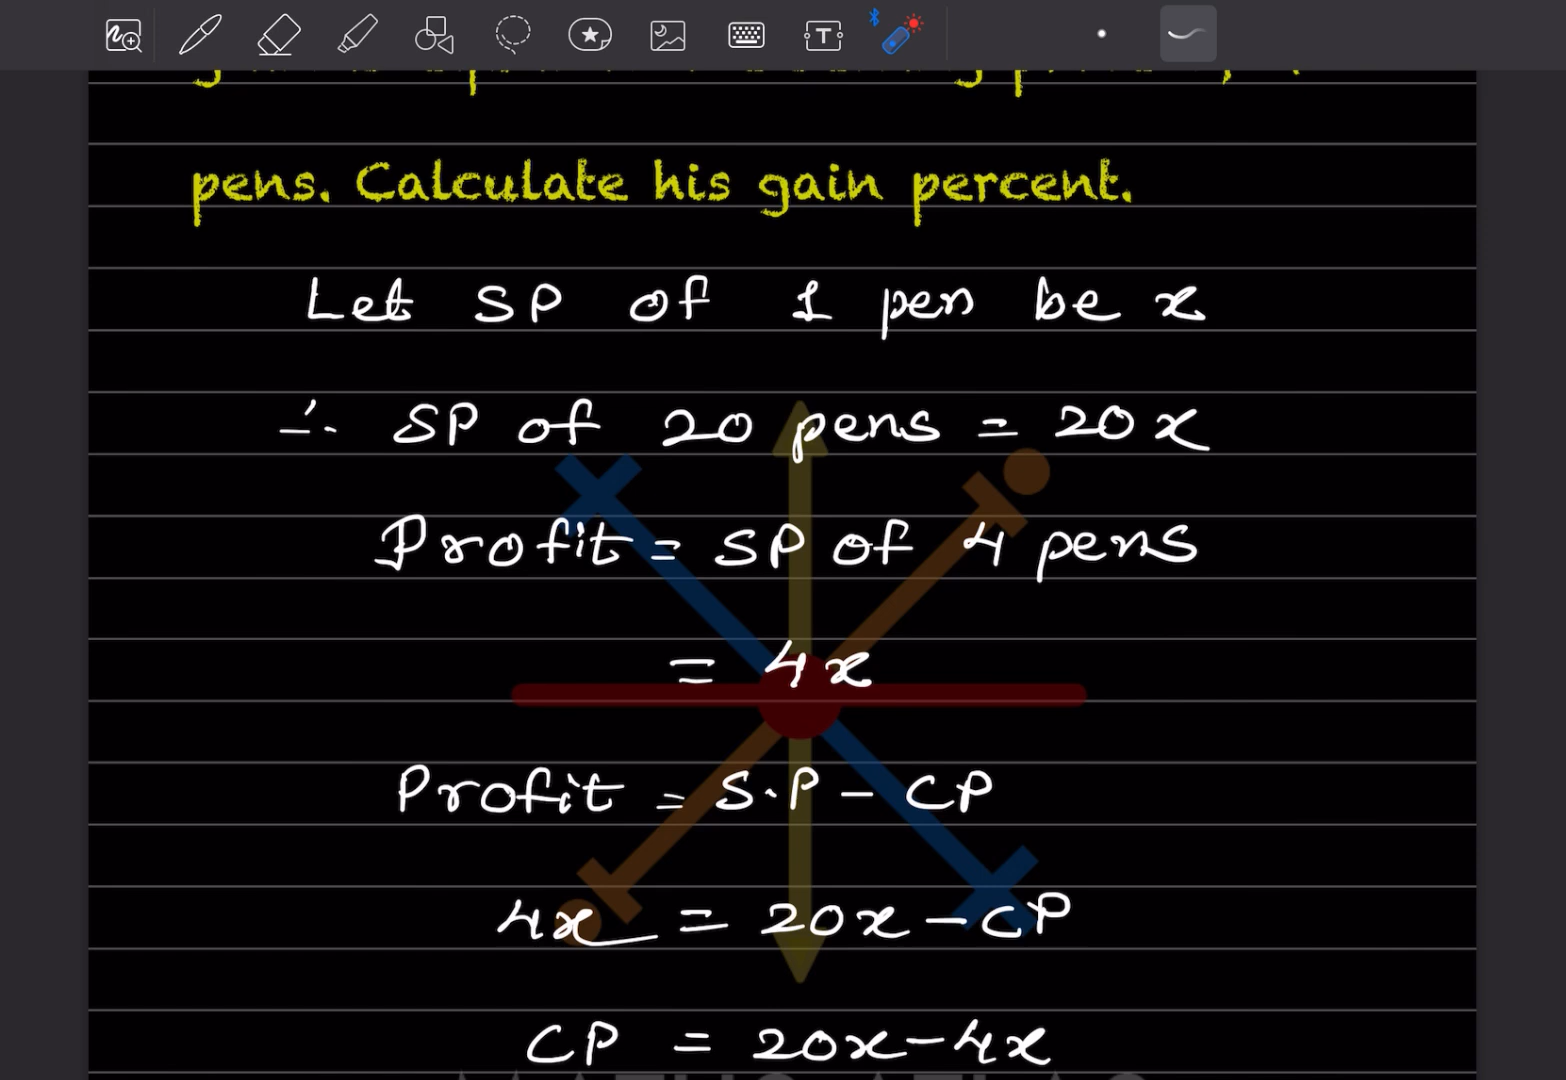 pens. Calculate his gain percent.
Let SP of 1 pen be x
∴ SP of 20 pens = 20x
Profit = SP of 4 pens
= 4x
Profit = S.P - CP
4x = 20x - CP
CP = 20x - 4x